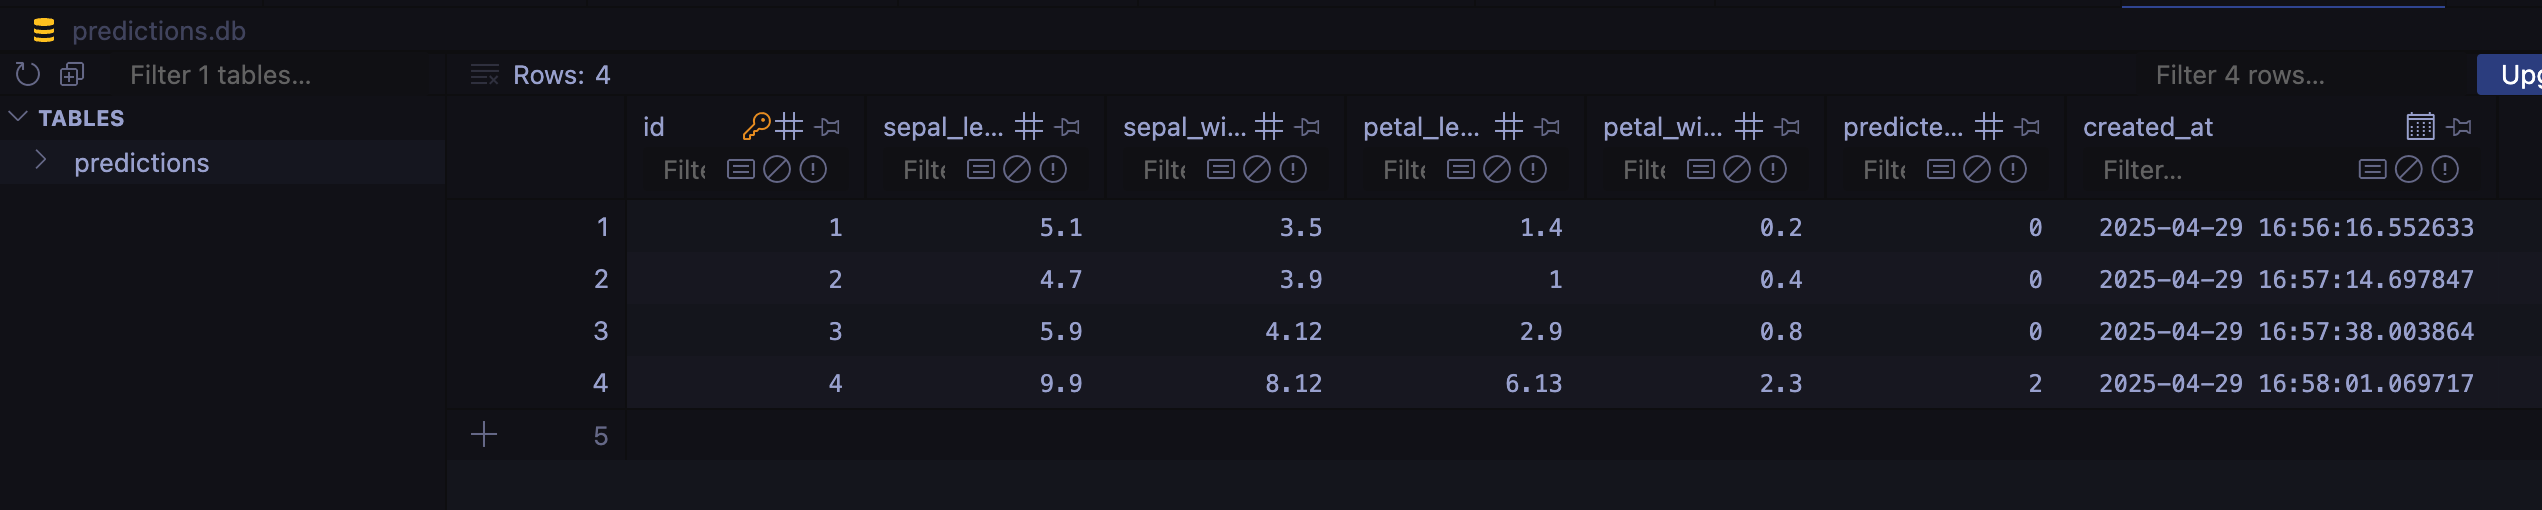 predictions.db
Filter 1 tables... Rows: 4 Filter 4 rows... Upg
TABLES
predictions
id sepal_le... sepal_wi... petal_le... petal_wi... predicte... created_at
Filte Filte Filte Filte Filte Filte Filter...
1 1 5.1 3.5 1.4 0.2 0 2025-04-29 16:56:16.552633
2 2 4.7 3.9 1 0.4 0 2025-04-29 16:57:14.697847
3 3 5.9 4.12 2.9 0.8 0 2025-04-29 16:57:38.003864
4 4 9.9 8.12 6.13 2.3 2 2025-04-29 16:58:01.069717
5